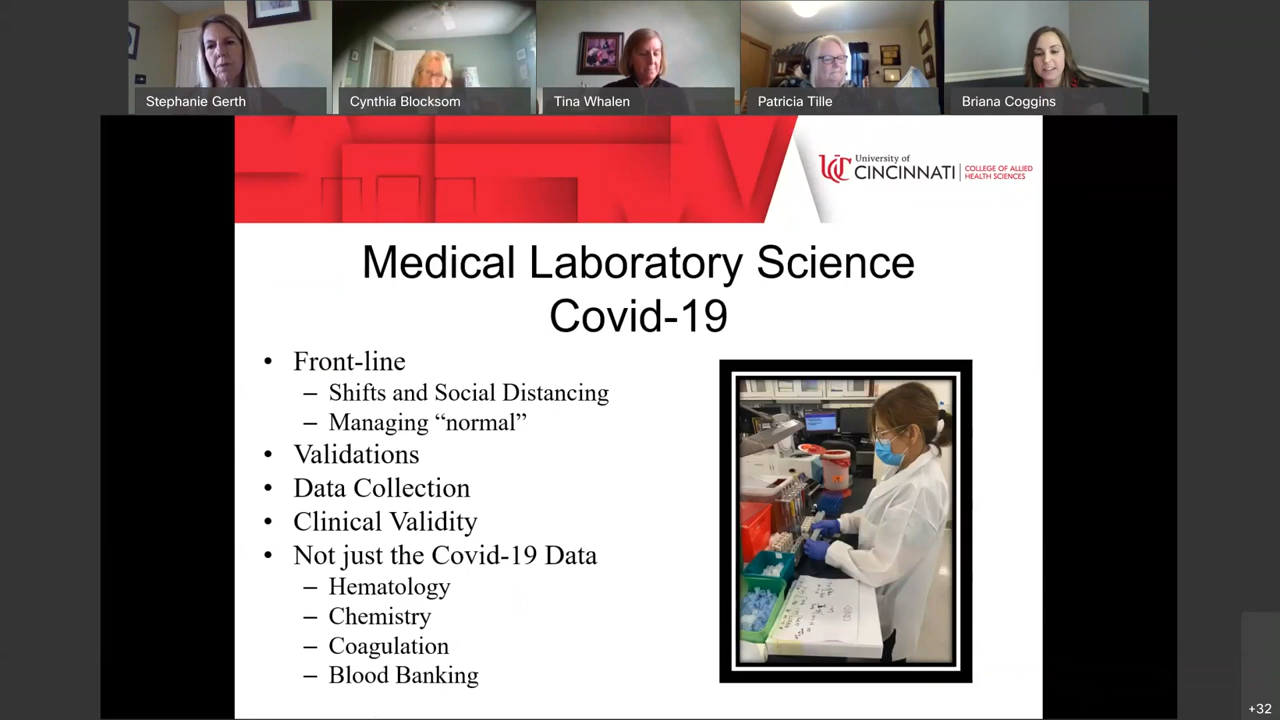 Stephanie Gerth
Cynthia Blocksom
Tina Whalen
Patricia Tille
Briana Coggins
UC University of CINCINNATI | COLLEGE OF ALLIED HEALTH SCIENCES
Medical Laboratory Science
Covid-19
• Front-line
– Shifts and Social Distancing
– Managing “normal”
• Validations
• Data Collection
• Clinical Validity
• Not just the Covid-19 Data
– Hematology
– Chemistry
– Coagulation
– Blood Banking
+32